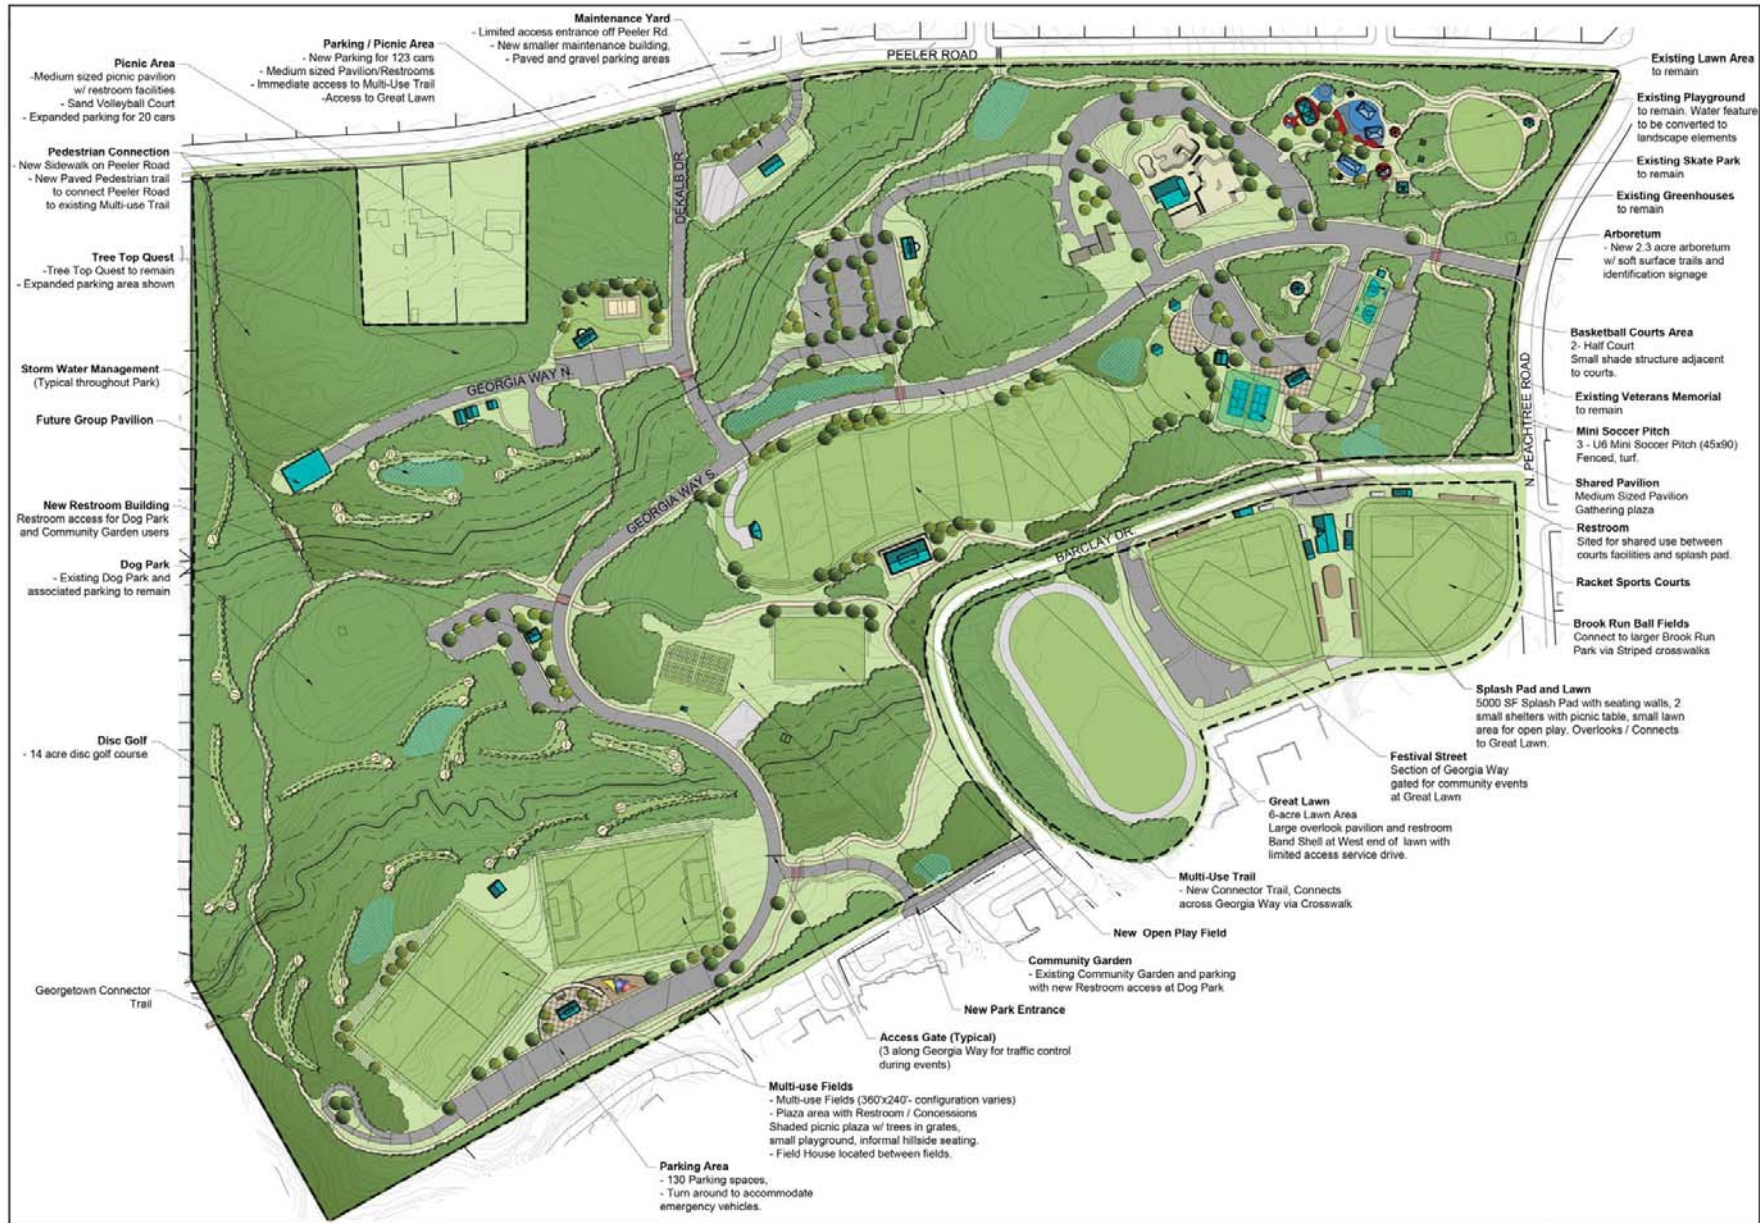 Maintenance Yard
- Limited access entrance off Peeler Rd.
- New smaller maintenance building,
- Paved and gravel parking areas
Parking / Picnic Area
- New Parking for 123 cars
- Medium sized Pavilion/Restrooms
- Immediate access to Multi-Use Trail
-Access to Great Lawn
Picnic Area
-Medium sized picnic pavilion
w/ restroom facilities
- Sand Volleyball Court
- Expanded parking for 20 cars
Pedestrian Connection
- New Sidewalk on Peeler Road
- New Paved Pedestrian trail
to connect Peeler Road
to existing Multi-use Trail
Tree Top Quest
-Tree Top Quest to remain
- Expanded parking area shown
Storm Water Management
(Typical throughout Park)
Future Group Pavilion
New Restroom Building
Restroom access for Dog Park
and Community Garden users
Dog Park
- Existing Dog Park and
associated parking to remain
Disc Golf
- 14 acre disc golf course
Georgetown Connector
Trail
PEELER ROAD
DEKALB DR.
GEORGIA WAY N.
GEORGIA WAY S.
BARCLAY DR.
N. PEACHTREE ROAD
Existing Lawn Area
to remain
Existing Playground
to remain. Water feature
to be converted to
landscape elements
Existing Skate Park
to remain
Existing Greenhouses
to remain
Arboretum
- New 2.3 acre arboretum
w/ soft surface trails and
identification signage
Basketball Courts Area
2- Half Court
Small shade structure adjacent
to courts.
Existing Veterans Memorial
to remain
Mini Soccer Pitch
3 - U6 Mini Soccer Pitch (45x90)
Fenced, turf.
Shared Pavilion
Medium Sized Pavilion
Gathering plaza
Restroom
Sited for shared use between
courts facilities and splash pad.
Racket Sports Courts
Brook Run Ball Fields
Connect to larger Brook Run
Park via Striped crosswalks
Splash Pad and Lawn
5000 SF Splash Pad with seating walls, 2
small shelters with picnic table, small lawn
area for open play. Overlooks / Connects
to Great Lawn.
Festival Street
Section of Georgia Way
gated for community events
at Great Lawn
Great Lawn
6-acre Lawn Area
Large overlook pavilion and restroom
Band Shell at West end of lawn with
limited access service drive.
Multi-Use Trail
- New Connector Trail, Connects
across Georgia Way via Crosswalk
New Open Play Field
Community Garden
- Existing Community Garden and parking
with new Restroom access at Dog Park
New Park Entrance
Access Gate (Typical)
(3 along Georgia Way for traffic control
during events)
Multi-use Fields
- Multi-use Fields (360'x240'- configuration varies)
- Plaza area with Restroom / Concessions
Shaded picnic plaza w/ trees in grates,
small playground, informal hillside seating.
- Field House located between fields.
Parking Area
- 130 Parking spaces,
- Turn around to accommodate
emergency vehicles.